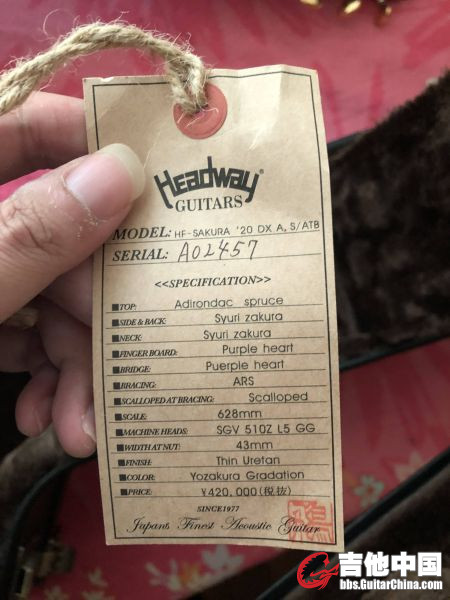 Headway®
GUITARS
MODEL: HF-SAKURA '20 DX A, S/ATB
SERIAL: A02457
<<SPECIFICATION>>
■TOP: Adirondac spruce
■SIDE & BACK: Syuri zakura
■NECK: Syuri zakura
■FINGER BOARD: Purple heart
■BRIDGE: Puerple heart
■BRACING: ARS
■SCALLOPED AT BRACING: Scalloped
■SCALE: 628mm
■MACHINE HEADS: SGV 510Z L5 GG
■WIDTH AT NUT: 43mm
■FINISH: Thin Uretan
■COLOR: Yozakura Gradation
■PRICE: ¥420,000(税抜)
SINCE1977
Japans Finest Acoustic Guitar
吉他中国
bbs.GuitarChina.com